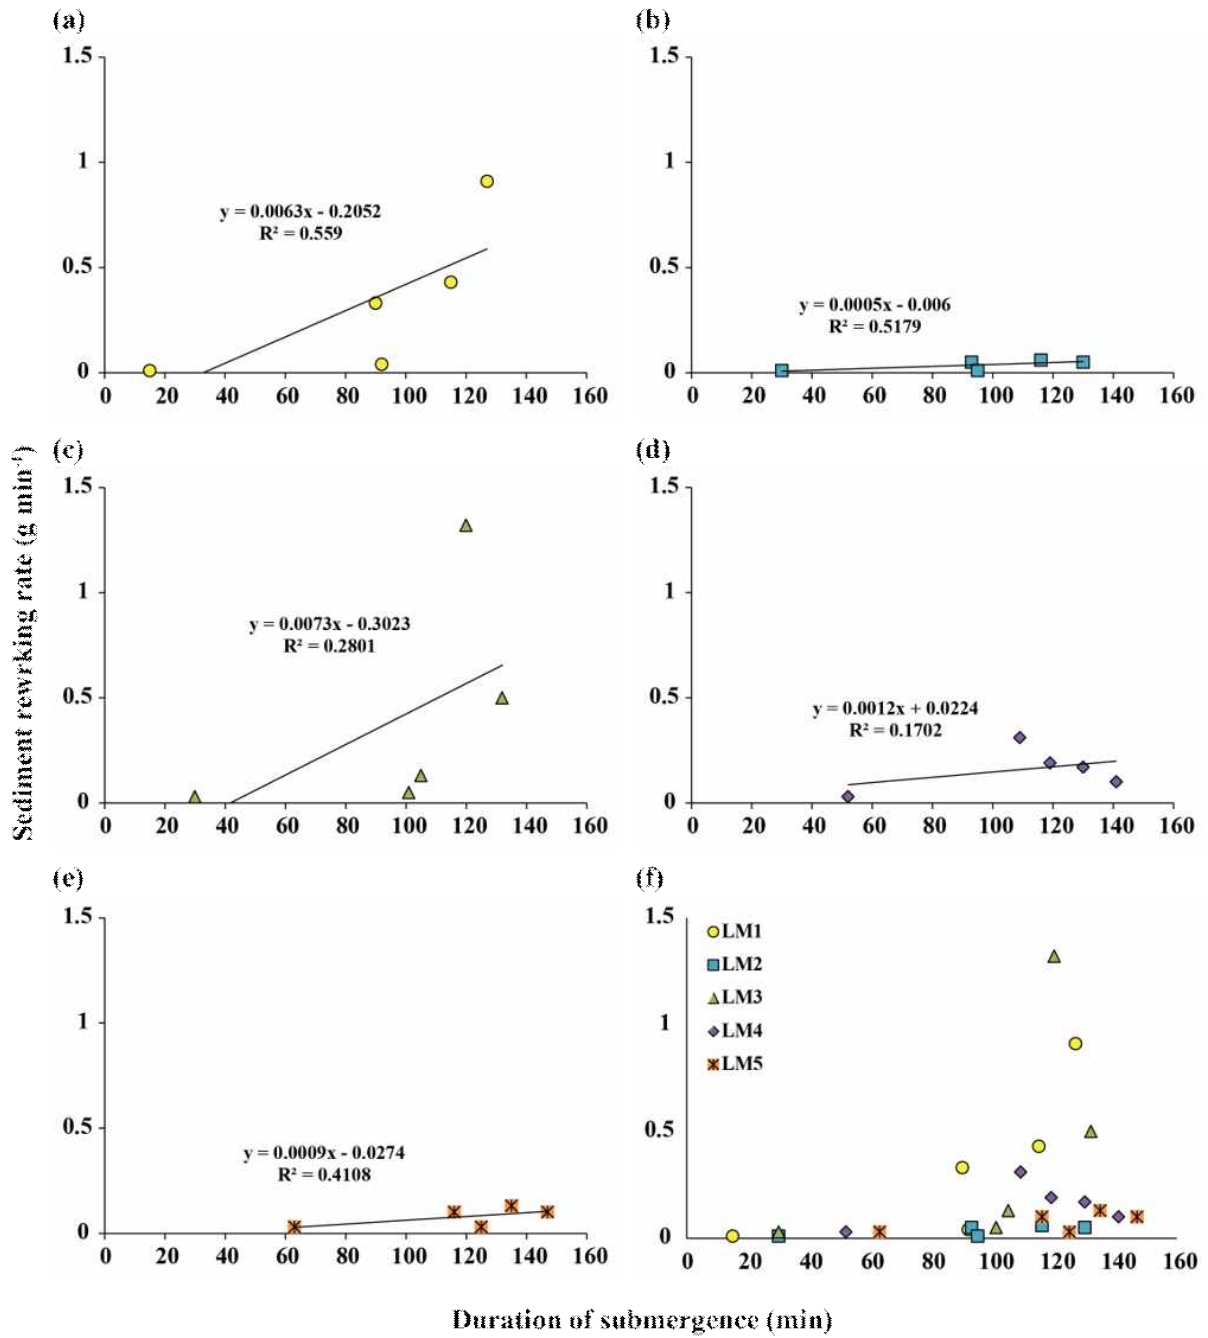 (a)
1.5
1
0.5
0
y = 0.0063x - 0.2052
R² = 0.559
0 20 40 60 80 100 120 140 160
(b)
1.5
1
0.5
0
y = 0.0005x - 0.006
R² = 0.5179
0 20 40 60 80 100 120 140 160
Sediment rewrking rate (g min⁻¹)
(c)
1.5
1
0.5
0
y = 0.0073x - 0.3023
R² = 0.2801
0 20 40 60 80 100 120 140 160
(d)
1.5
1
0.5
0
y = 0.0012x + 0.0224
R² = 0.1702
0 20 40 60 80 100 120 140 160
(e)
1.5
1
0.5
0
y = 0.0009x - 0.0274
R² = 0.4108
0 20 40 60 80 100 120 140 160
(f)
1.5
1
0.5
0
LM1
LM2
LM3
LM4
LM5
0 20 40 60 80 100 120 140 160
Duration of submergence (min)